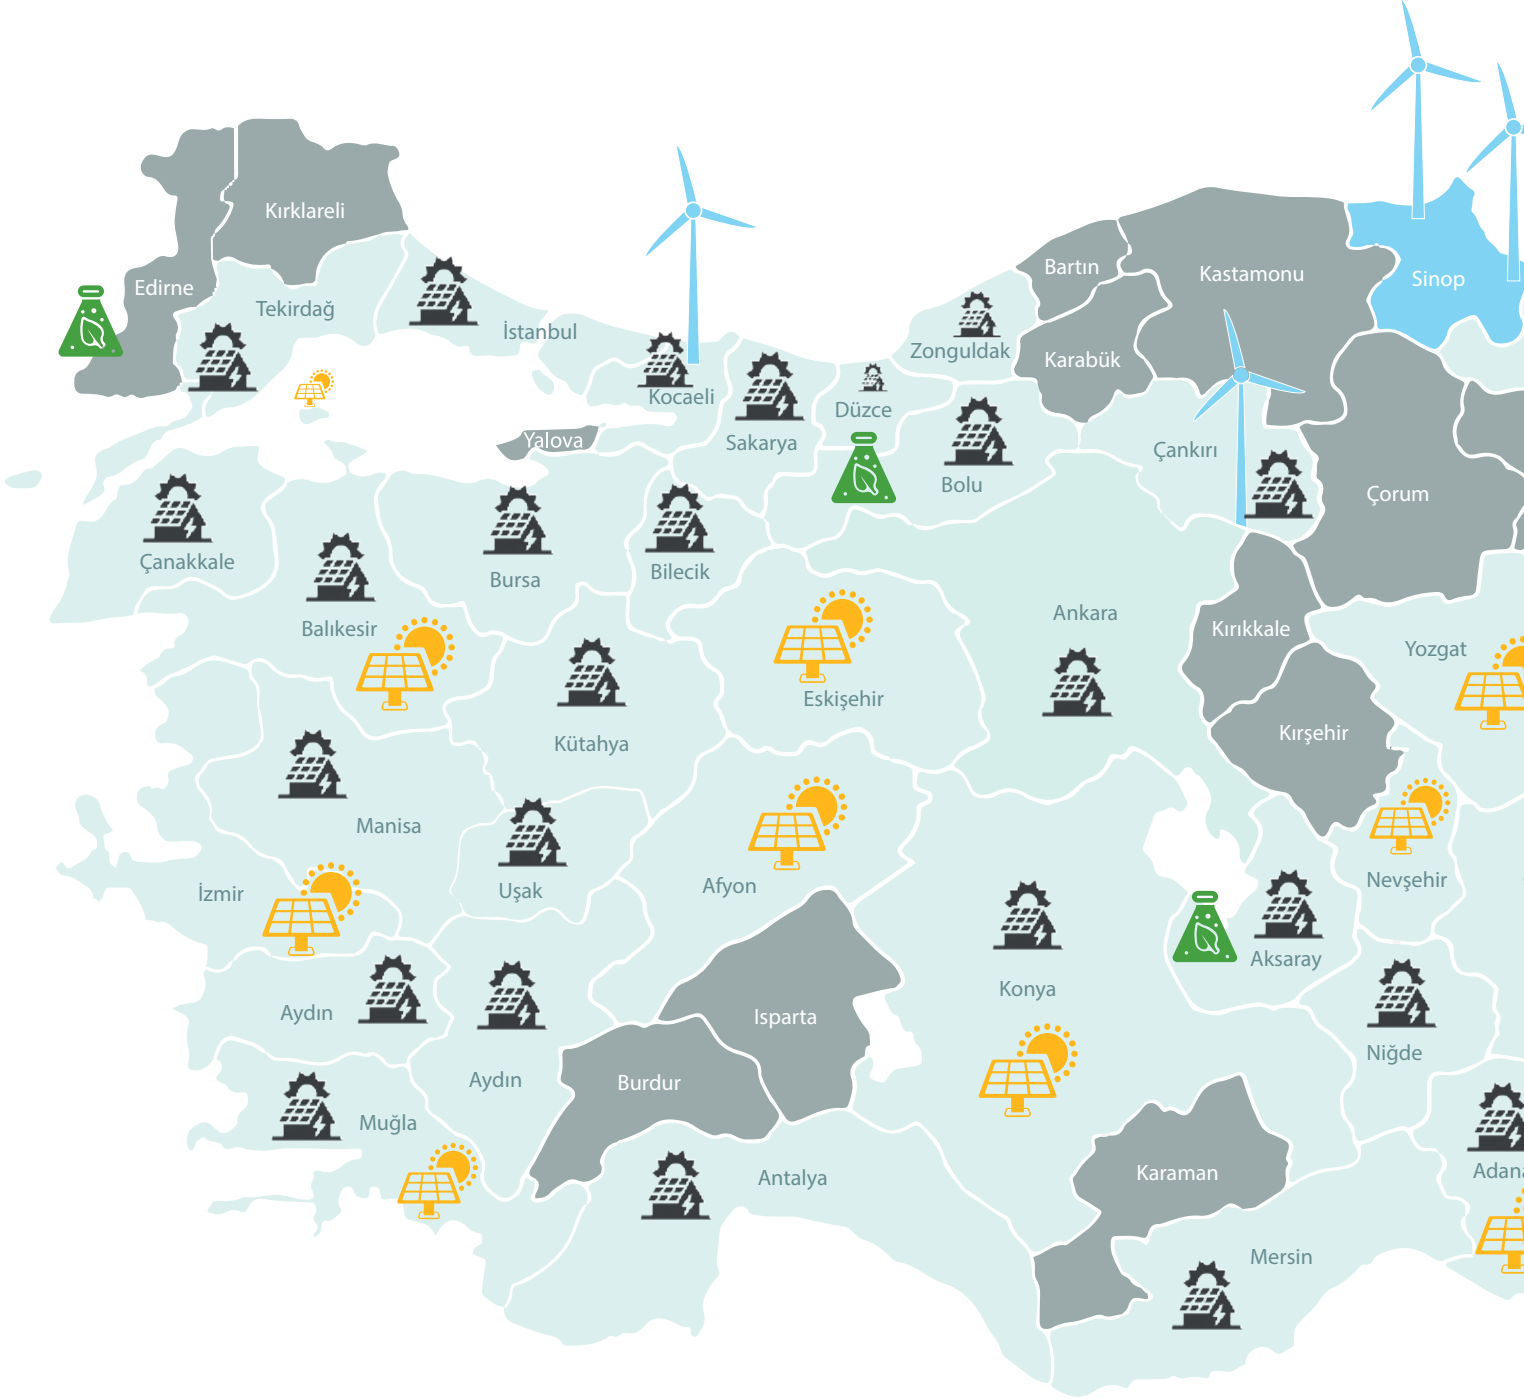 Kırklareli
Bartın
Kastamonu
Sinop
Edirne
Tekirdağ
İstanbul
Zonguldak
Karabük
Kocaeli
Düzce
Yalova
Sakarya
Çankırı
Bolu
Çorum
Çanakkale
Bursa
Bilecik
Balıkesir
Ankara
Kırıkkale
Yozgat
Eskişehir
Kütahya
Kırşehir
Manisa
İzmir
Uşak
Afyon
Nevşehir
Aksaray
Konya
Aydın
Isparta
Niğde
Aydın
Burdur
Muğla
Antalya
Karaman
Adana
Mersin